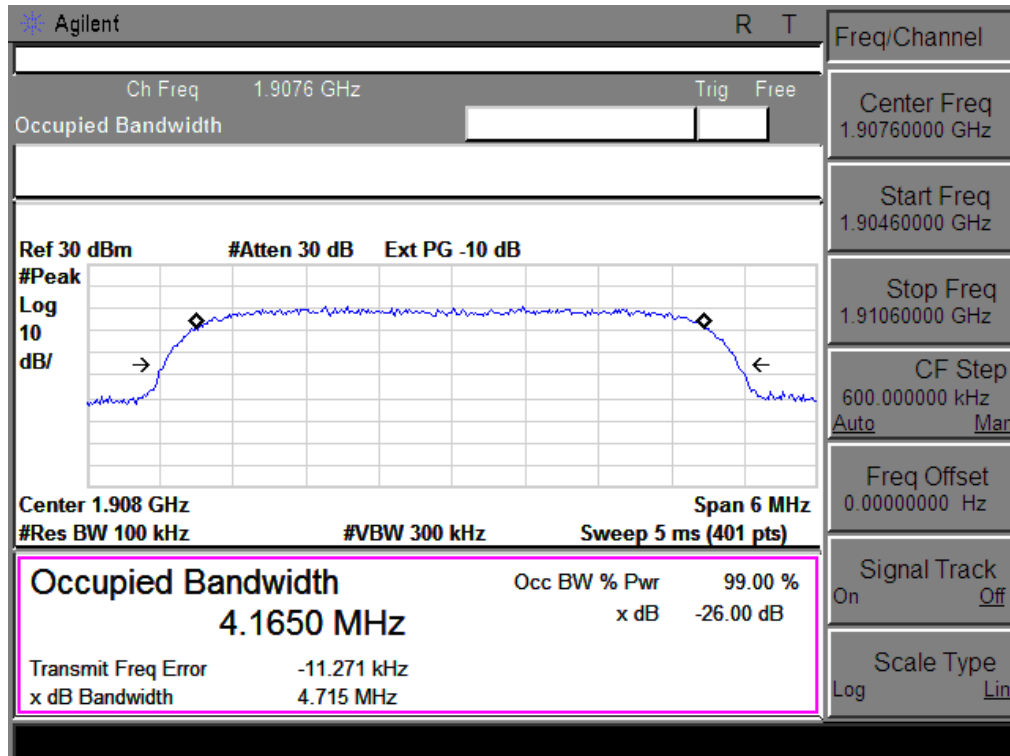 Agilent R T
Freq/Channel
Ch Freq 1.9076 GHz Trig Free
Occupied Bandwidth
Center Freq
1.90760000 GHz
Start Freq
1.90460000 GHz
Stop Freq
1.91060000 GHz
CF Step
600.000000 kHz
Auto Man
Freq Offset
0.00000000 Hz
Signal Track
On Off
Scale Type
Log Lin
Ref 30 dBm #Atten 30 dB Ext PG -10 dB
#Peak
Log
10
dB/
Center 1.908 GHz Span 6 MHz
#Res BW 100 kHz #VBW 300 kHz Sweep 5 ms (401 pts)
Occupied Bandwidth
4.1650 MHz
Occ BW % Pwr 99.00 %
x dB -26.00 dB
Transmit Freq Error -11.271 kHz
x dB Bandwidth 4.715 MHz